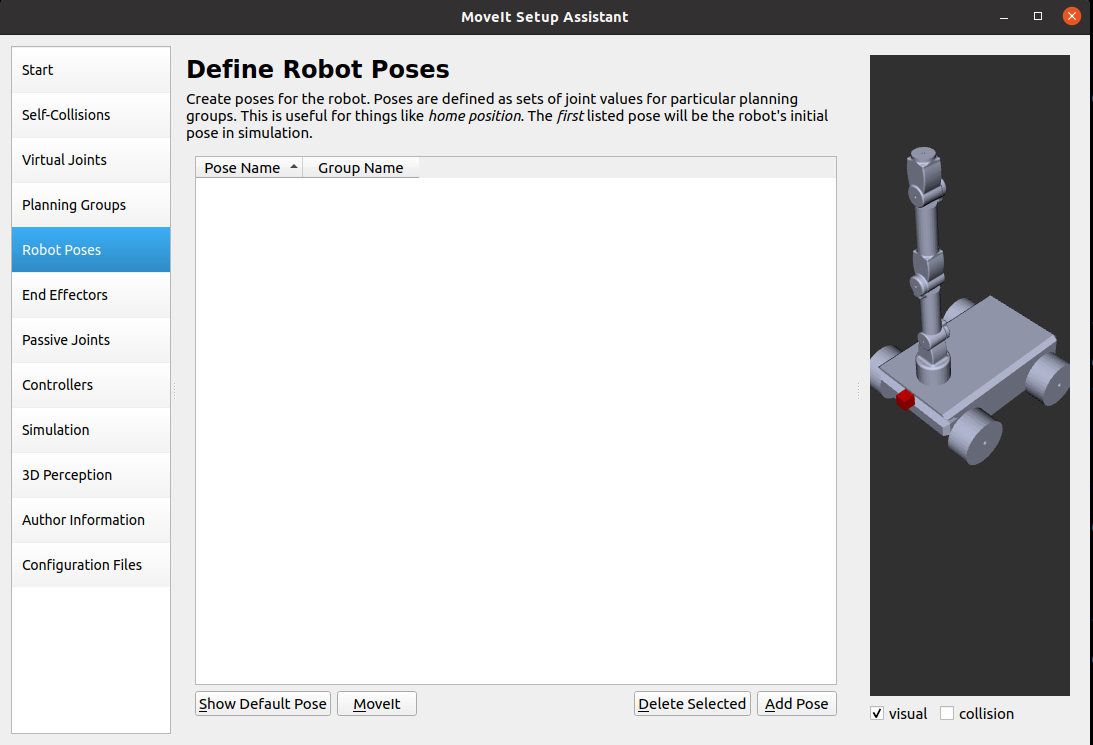 MoveIt Setup Assistant
Start
Self-Collisions
Virtual Joints
Planning Groups
Robot Poses
End Effectors
Passive Joints
Controllers
Simulation
3D Perception
Author Information
Configuration Files
Define Robot Poses
Create poses for the robot. Poses are defined as sets of joint values for particular planning
groups. This is useful for things like home position. The first listed pose will be the robot's initial
pose in simulation.
Pose Name Group Name
Show Default Pose MoveIt Delete Selected Add Pose
visual collision